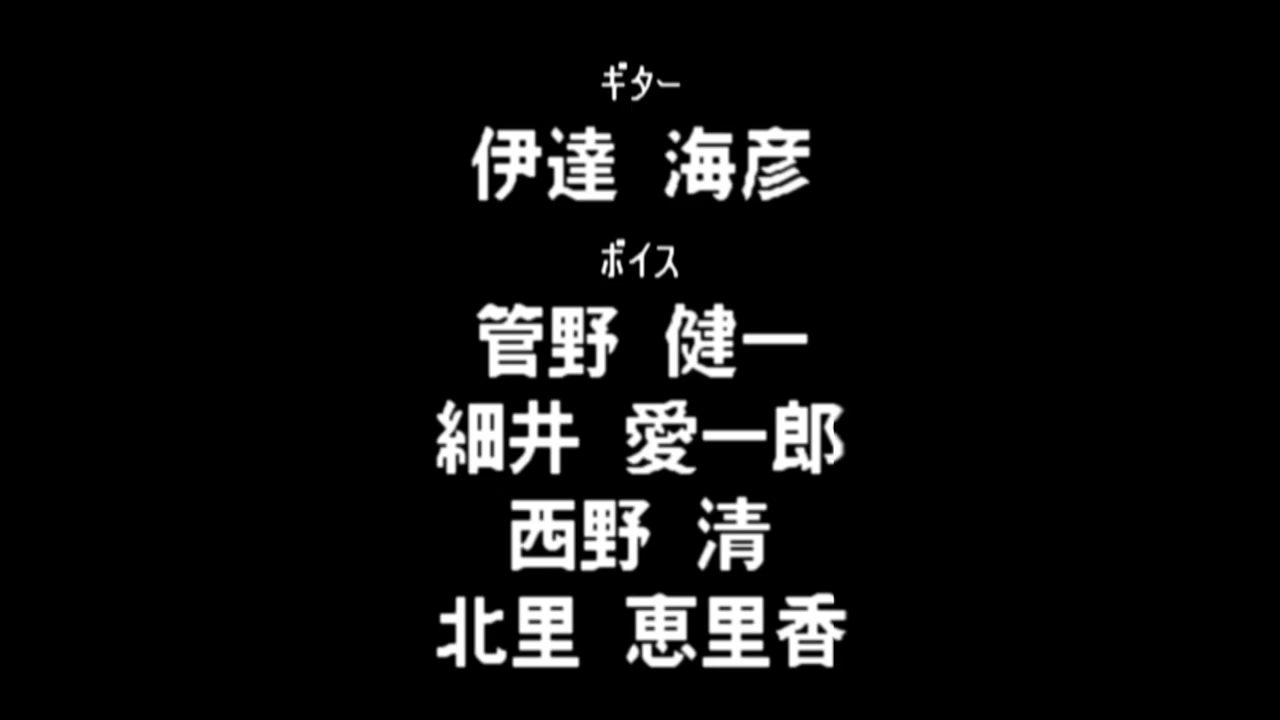 ギター
伊達 海彦
ボイス
管野 健一
細井 愛一郎
西野 清
北里 恵里香